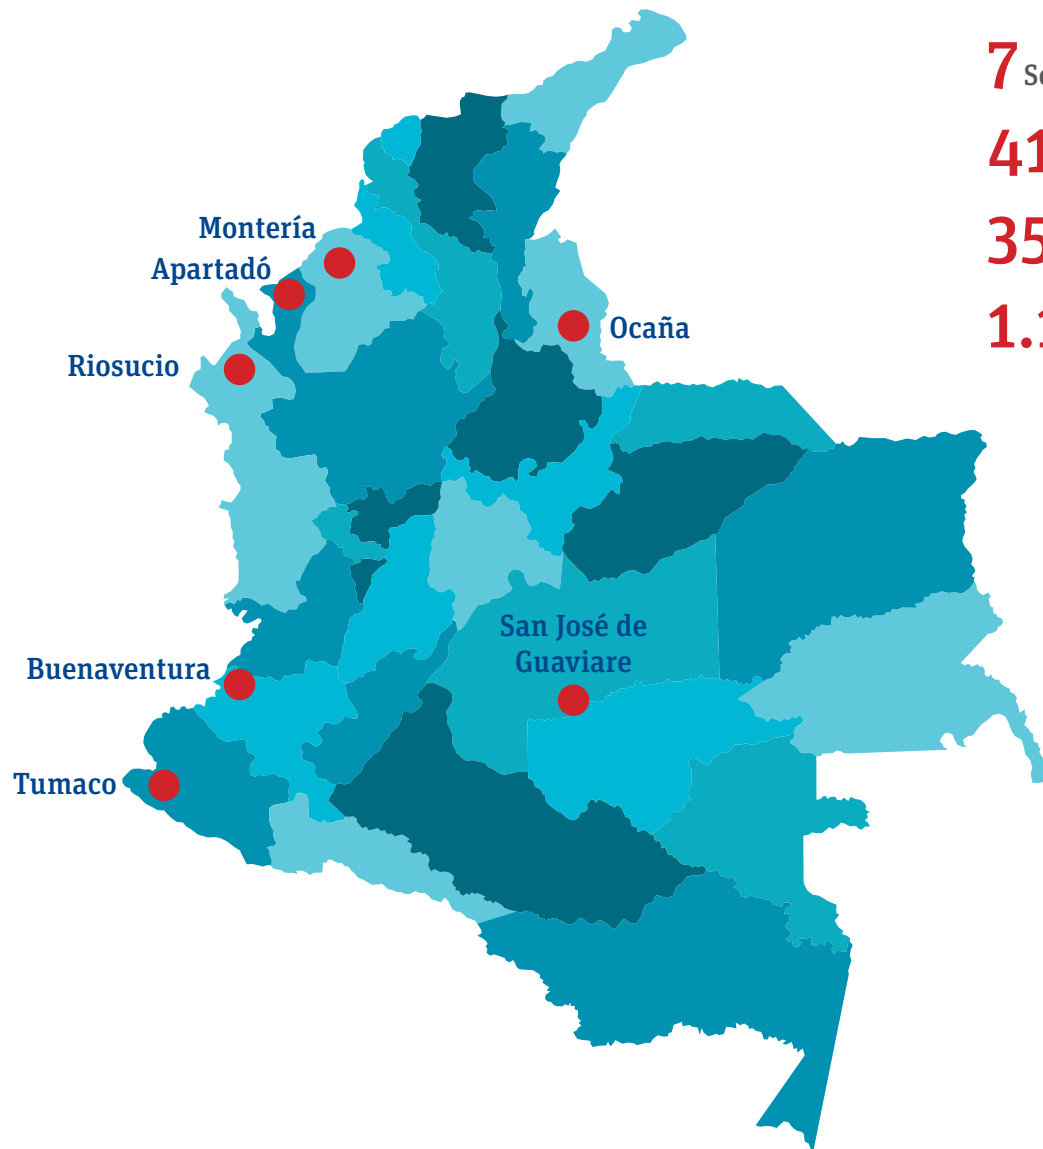 7
41
35
Montería
Apartadó
Ocaña
Riosucio
San José de
Guaviare
Buenaventura
Tumaco